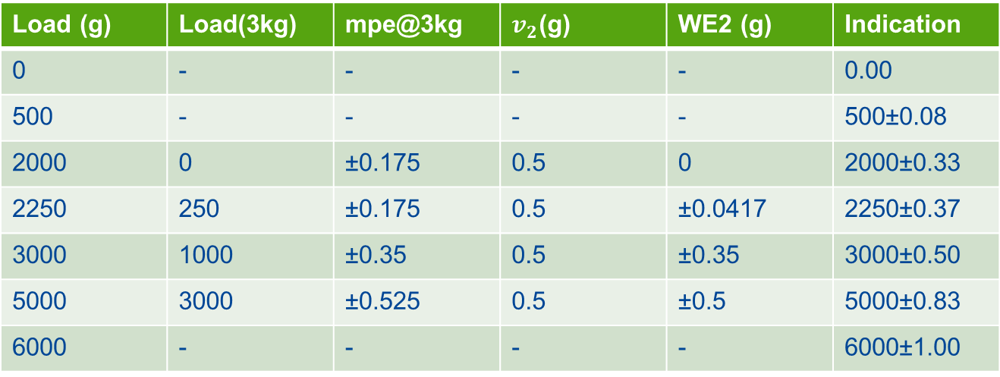 Load (g) Load(3kg) mpe@3kg 𝑣₂(g) WE2 (g) Indication
0 - - - - 0.00
500 - - - - 500±0.08
2000 0 ±0.175 0.5 0 2000±0.33
2250 250 ±0.175 0.5 ±0.0417 2250±0.37
3000 1000 ±0.35 0.5 ±0.35 3000±0.50
5000 3000 ±0.525 0.5 ±0.5 5000±0.83
6000 - - - - 6000±1.00